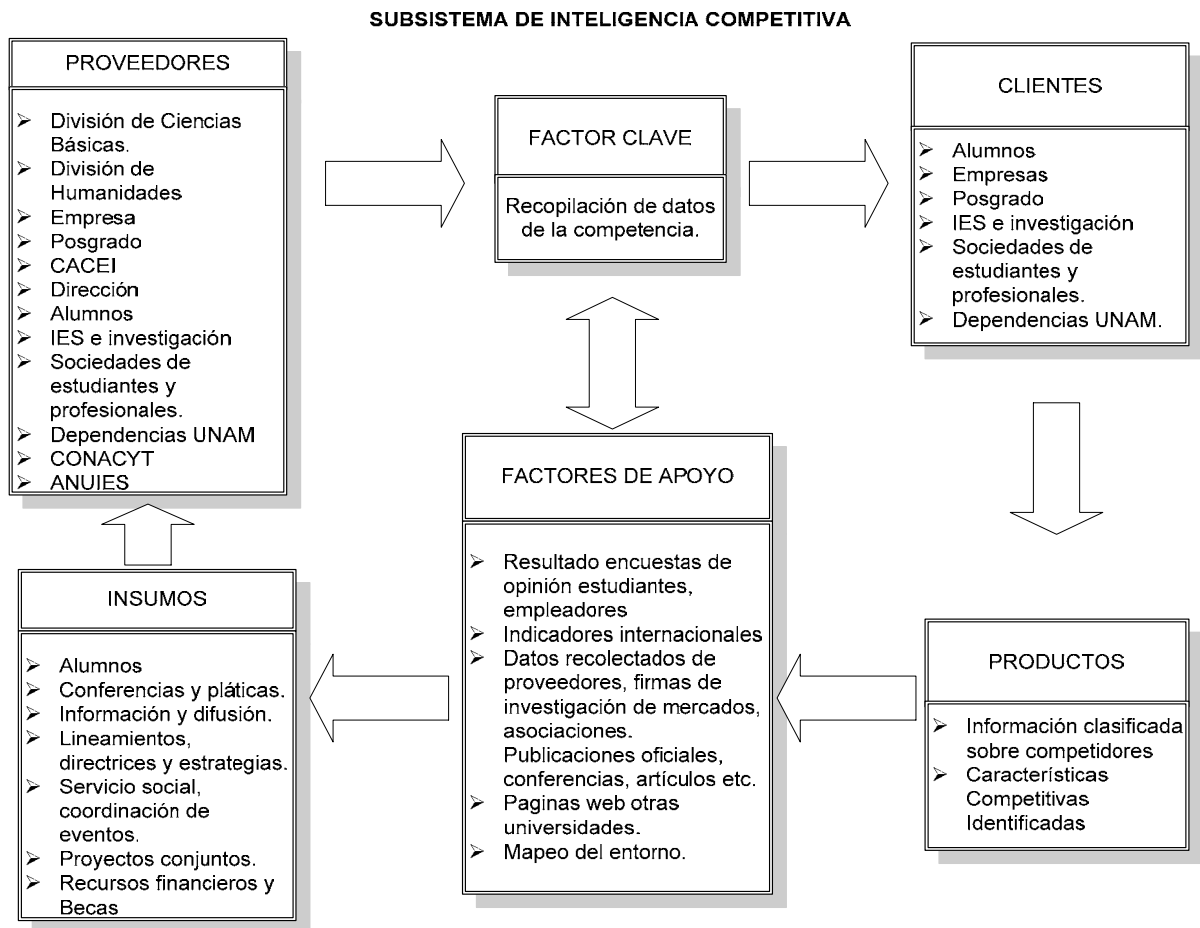 SUBSISTEMA DE INTELIGENCIA COMPETITIVA
PROVEEDORES
División de Ciencias
Básicas.
División de
Humanidades
Empresa
Posgrado
CACEI
Dirección
Alumnos
IES e investigación
Sociedades de
estudiantes y
profesionales.
Dependencias UNAM
CONACYT
ANUIES
FACTOR CLAVE
Recopilación de datos
de la competencia.
CLIENTES
Alumnos
Empresas
Posgrado
IES e investigación
Sociedades de
estudiantes y
profesionales.
Dependencias UNAM.
INSUMOS
Alumnos
Conferencias y pláticas.
Información y difusión.
Lineamientos,
directrices y estrategias.
Servicio social,
coordinación de
eventos.
Proyectos conjuntos.
Recursos financieros y
Becas
FACTORES DE APOYO
Resultado encuestas de
opinión estudiantes,
empleadores
Indicadores internacionales
Datos recolectados de
proveedores, firmas de
investigación de mercados,
asociaciones.
Publicaciones oficiales,
conferencias, artículos etc.
Paginas web otras
universidades.
Mapeo del entorno.
PRODUCTOS
Información clasificada
sobre competidores
Características
Competitivas
Identificadas